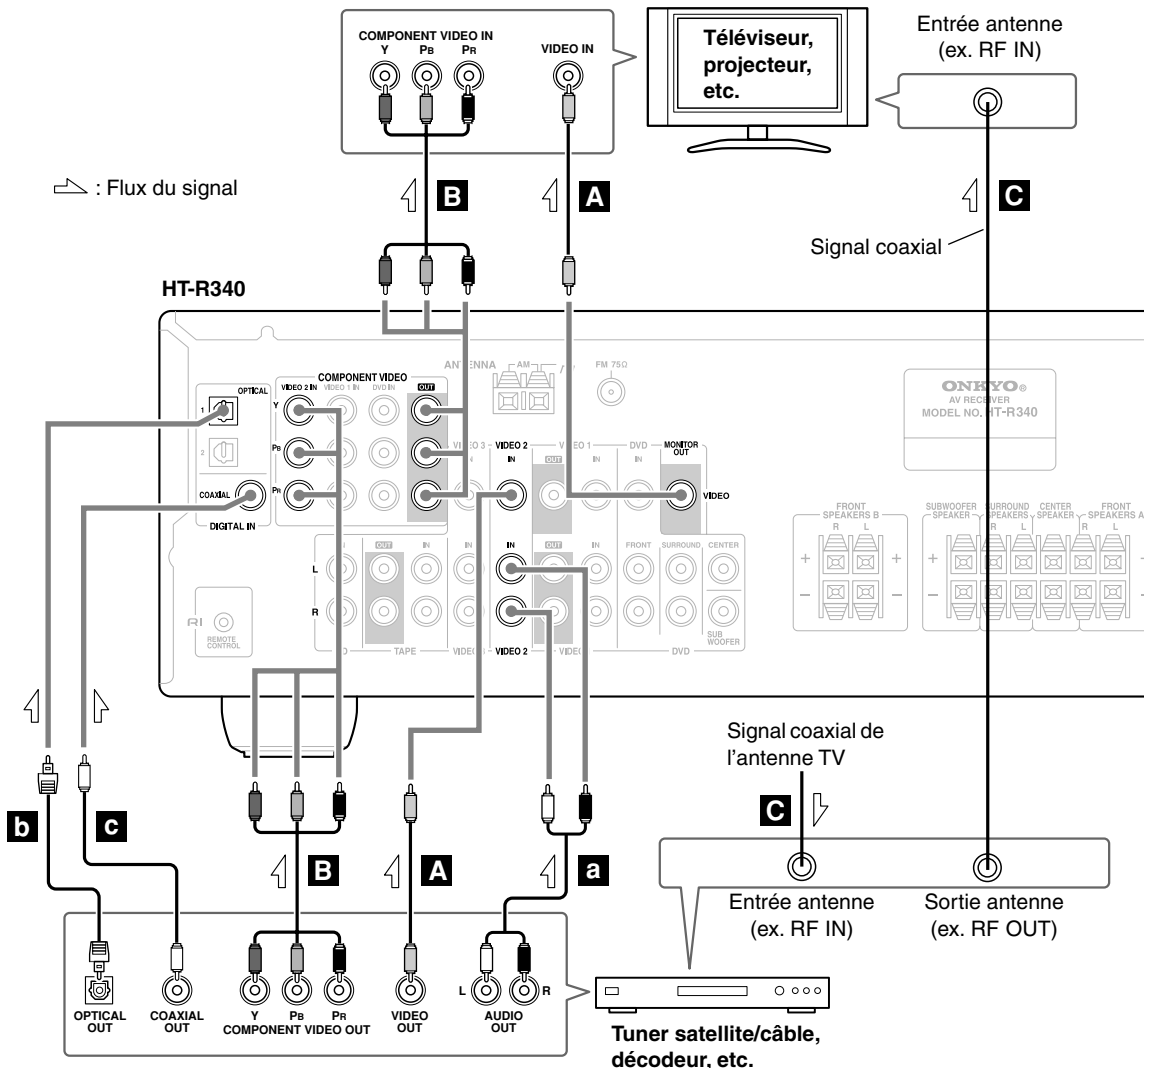 COMPONENT VIDEO IN
Y PB PR
VIDEO IN
Téléviseur,
projecteur,
etc.
Entrée antenne
(ex. RF IN)
: Flux du signal
B
A
C
Signal coaxial
HT-R340
ANTENNA
AM
FM 75Ω
ONKYO
AV RECEIVER
MODEL NO. HT-R340
OPTICAL
1
2
COAXIAL
DIGITAL IN
COMPONENT VIDEO
VIDEO 2 IN VIDEO 1 IN DVD IN OUT
Y
PB
PR
VIDEO 3 VIDEO 2 VIDEO 1 DVD MONITOR
OUT
IN IN OUT IN IN
VIDEO
IN OUT IN IN IN OUT IN FRONT SURROUND CENTER
L
R
SUB
WOOFER
TAPE VIDEO 3 VIDEO 2 VIDEO DVD
RI
REMOTE
CONTROL
FRONT
SPEAKERS B
R L
SUBWOOFER
SPEAKER
SURROUND
SPEAKERS
R L
CENTER
SPEAKER
FRONT
SPEAKERS A
R L
+ + + +
– – – –
Signal coaxial de
l'antenne TV
b
c
B
A
a
C
Entrée antenne
(ex. RF IN)
Sortie antenne
(ex. RF OUT)
OPTICAL
OUT
COAXIAL
OUT
Y PB PR
COMPONENT VIDEO OUT
VIDEO
OUT
L R
AUDIO
OUT
Tuner satellite/câble,
décodeur, etc.